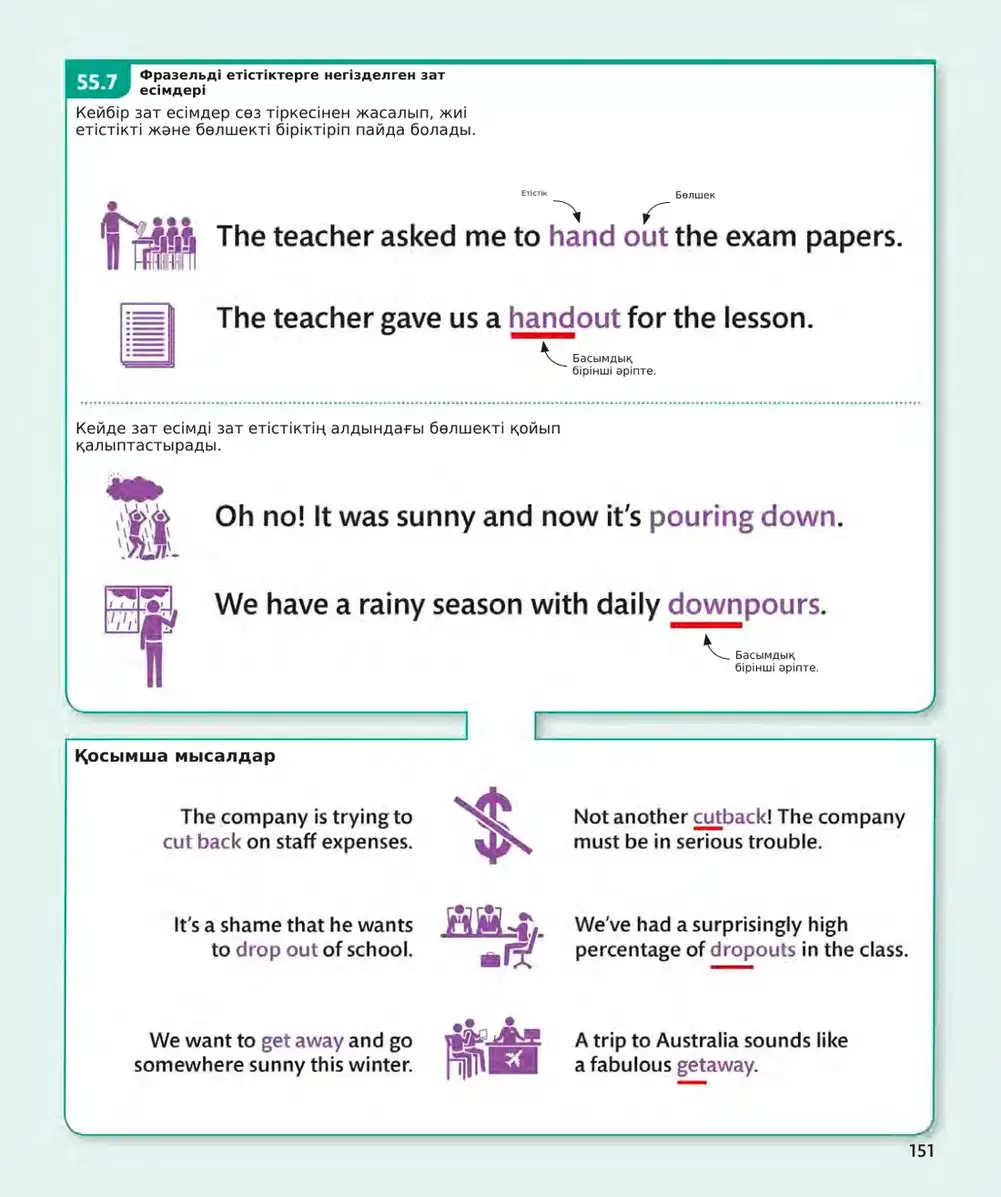 55.7
Фразельді етістіктерге негізделген зат
есімдері
Кейбір зат есімдер сөз тіркесінен жасалып, жиі
етістікті және бөлшекті біріктіріп пайда болады.
Етістік
Бөлшек
The teacher asked me to hand out the exam papers.
The teacher gave us a handout for the lesson.
Басымдық
бірінші әріпте.
Кейде зат есімді зат етістіктің алдындағы бөлшекті қойып
қалыптастырады.
Oh no! It was sunny and now it’s pouring down.
We have a rainy season with daily downpours.
Басымдық
бірінші әріпте.
Қосымша мысалдар
The company is trying to
cut back on staff expenses.
Not another cutback! The company
must be in serious trouble.
It’s a shame that he wants
to drop out of school.
We’ve had a surprisingly high
percentage of dropouts in the class.
We want to get away and go
somewhere sunny this winter.
A trip to Australia sounds like
a fabulous getaway.
151